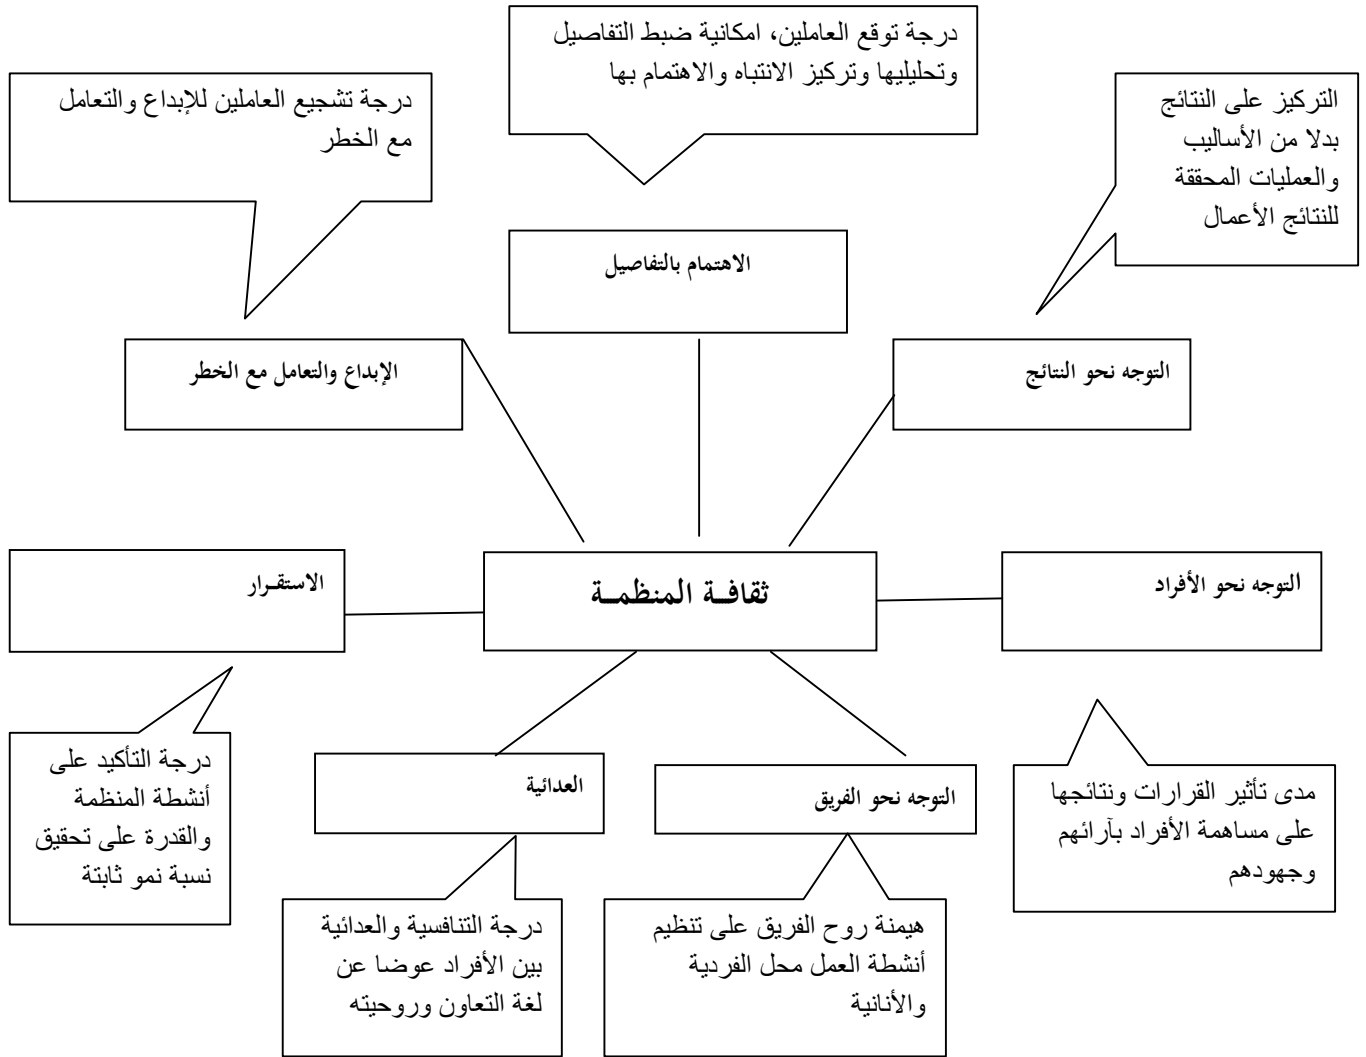 درجة توقع العاملين، امكانية ضبط التفاصيل
وتحليليها وتركيز الانتباه والاهتمام بها
درجة تشجيع العاملين للإبداع والتعامل
مع الخطر
التركيز على النتائج
بدلا من الأساليب
والعمليات المحققة
للنتائج الأعمال
الاهتمام بالتفاصيل
الإبداع والتعامل مع الخطر
التوجه نحو النتائج
الاستقـرار
ثقافـة المنظمـة
التوجه نحو الأفراد
العدائية
التوجه نحو الفريق
درجة التأكيد على
أنشطة المنظمة
والقدرة على تحقيق
نسبة نمو ثابتة
مدى تأثير القرارات ونتائجها
على مساهمة الأفراد بآرائهم
وجهودهم
درجة التنافسية والعدائية
بين الأفراد عوضا عن
لغة التعاون وروحيته
هيمنة روح الفريق على تنظيم
أنشطة العمل محل الفردية
والأنانية